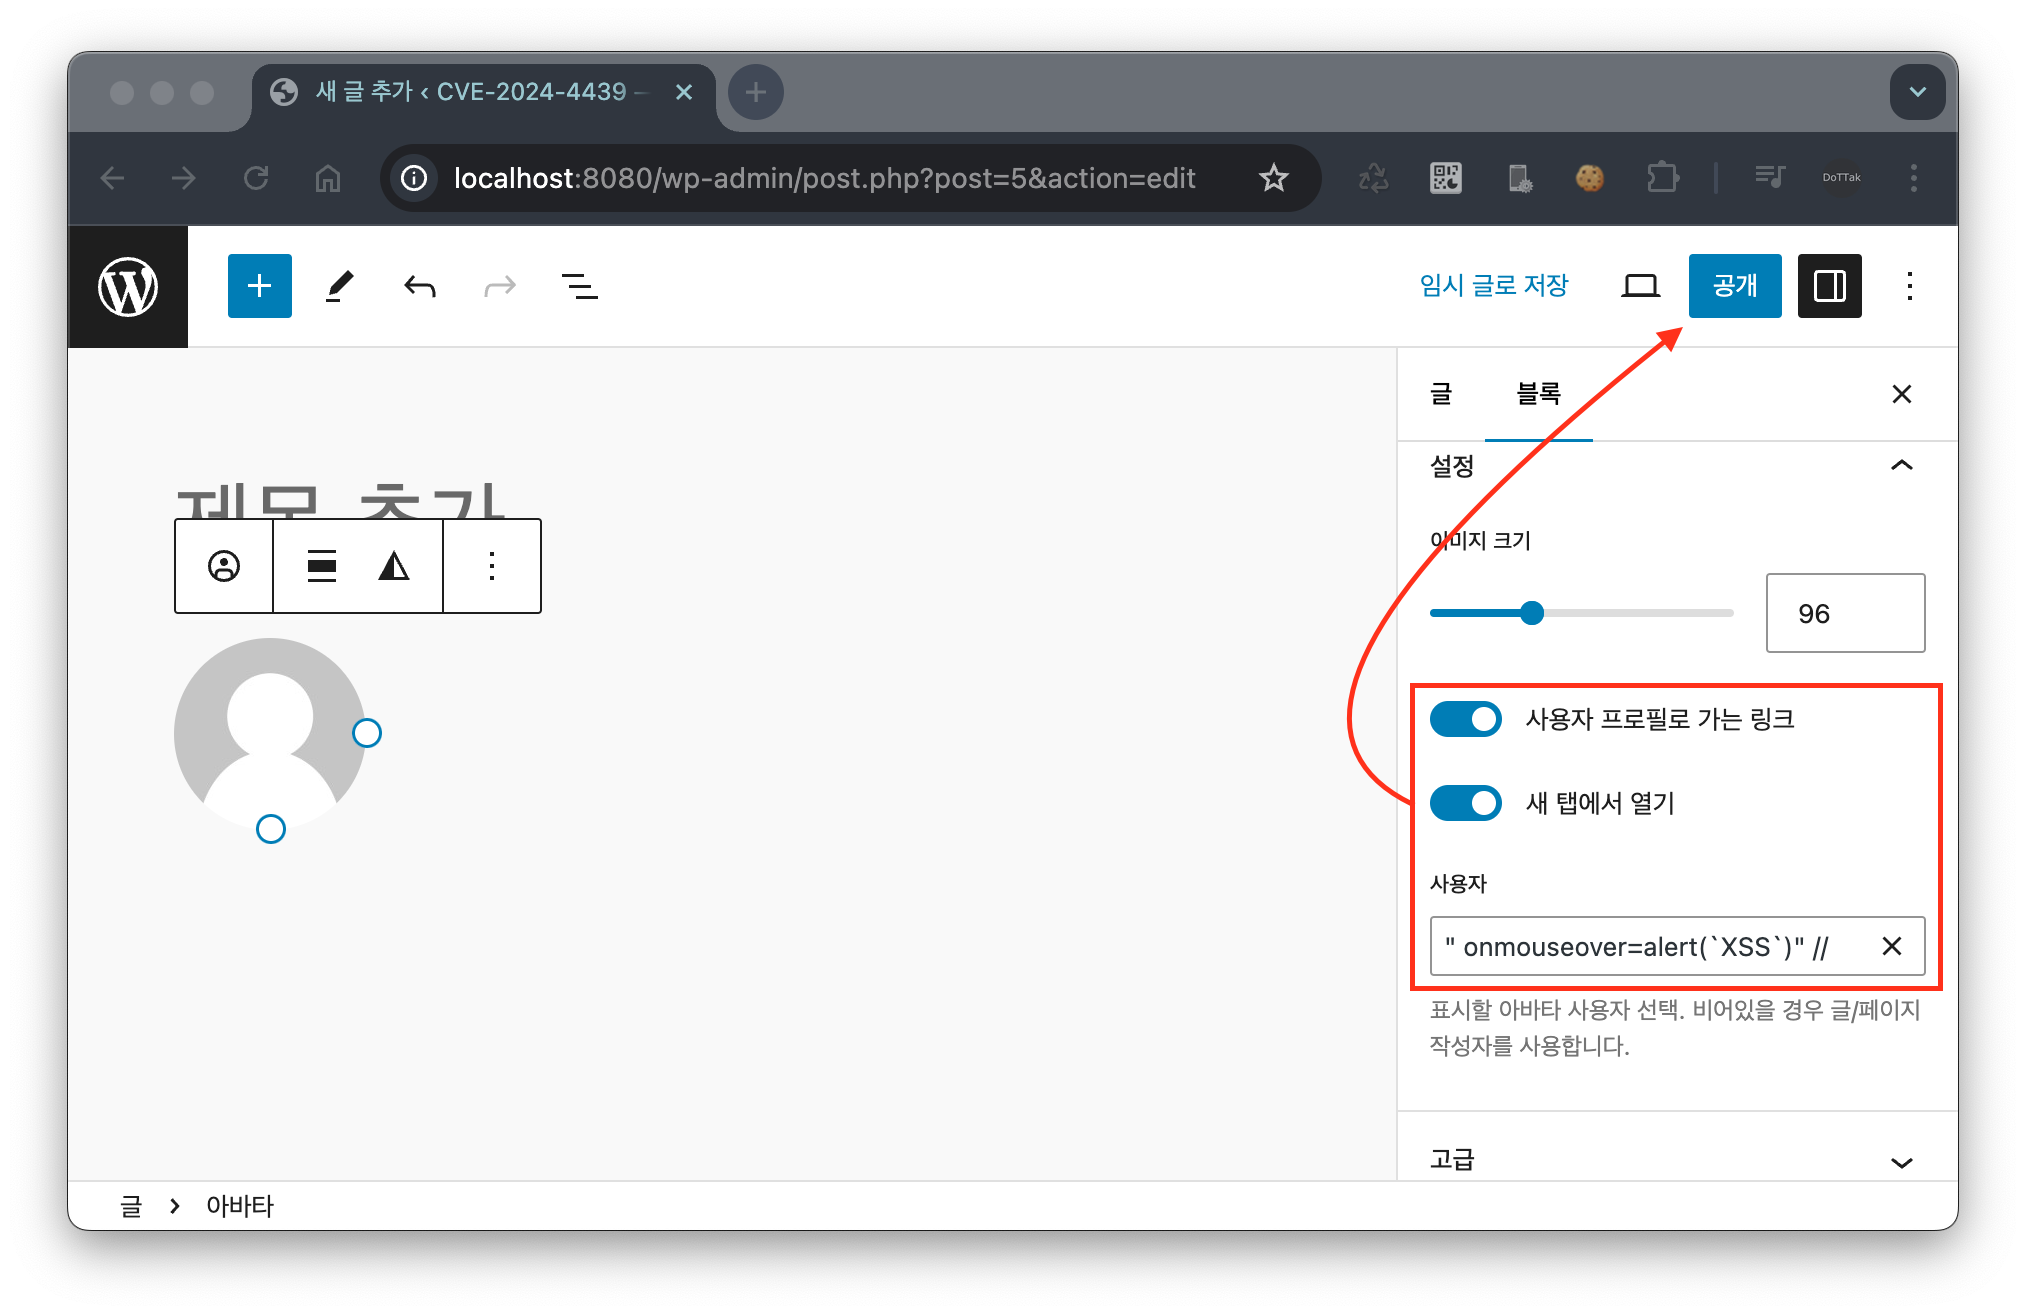 새 글 추가 ‹ CVE-2024-4439 –
localhost:8080/wp-admin/post.php?post=5&action=edit
DoTTak
임시 글로 저장
공개
글
블록
설정
제목 추가
이미지 크기
96
사용자 프로필로 가는 링크
새 탭에서 열기
사용자
" onmouseover=alert(`XSS`)" //
표시할 아바타 사용자 선택. 비어있을 경우 글/페이지
작성자를 사용합니다.
고급
글 › 아바타